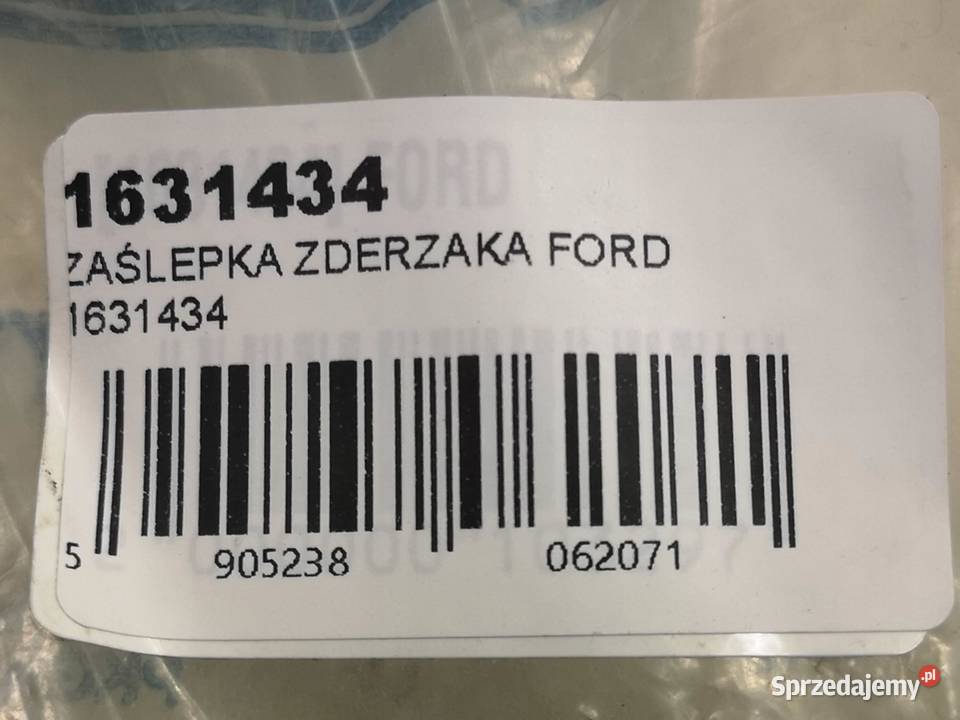 1631434
ZAŚLEPKA ZDERZAKA FORD
1631434
5 905238 062071
Sprzedajemy.pl